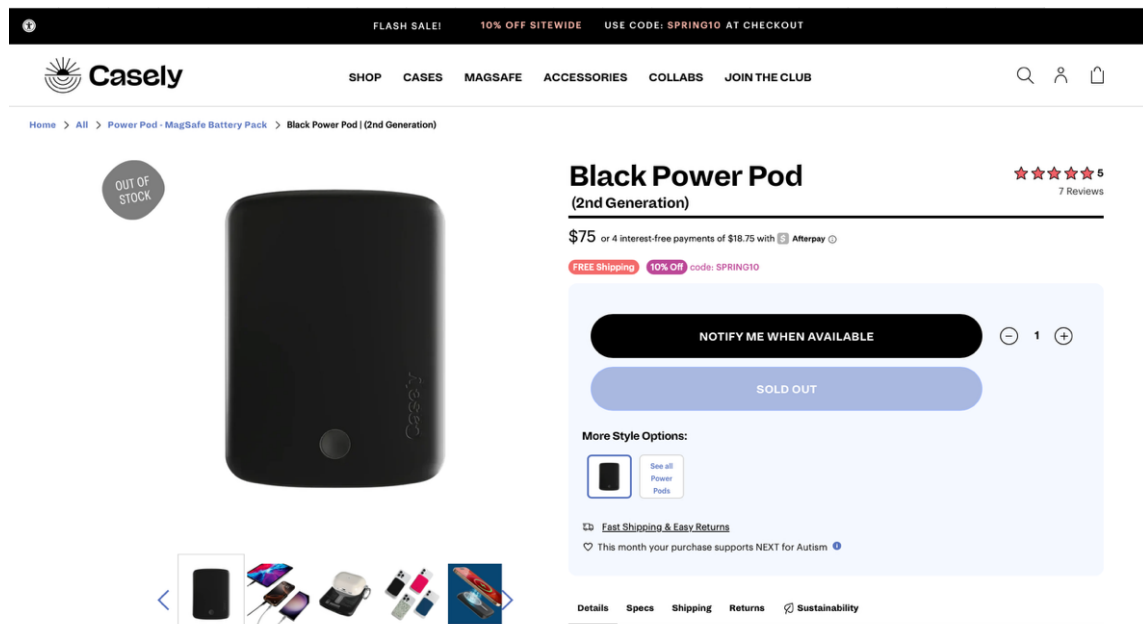 FLASH SALE! 10% OFF SITEWIDE USE CODE: SPRING10 AT CHECKOUT
Casely
SHOP CASES MAGSAFE ACCESSORIES COLLABS JOIN THE CLUB
Home > All > Power Pod - MagSafe Battery Pack > Black Power Pod | (2nd Generation)
OUT OF
STOCK
Casely
Black Power Pod
(2nd Generation)
5
7 Reviews
$75 or 4 interest-free payments of $18.75 with S Afterpay
FREE Shipping 10% Off code: SPRING10
NOTIFY ME WHEN AVAILABLE
1
SOLD OUT
More Style Options:
See all
Power
Pods
Fast Shipping & Easy Returns
This month your purchase supports NEXT for Autism
Details Specs Shipping Returns Sustainability